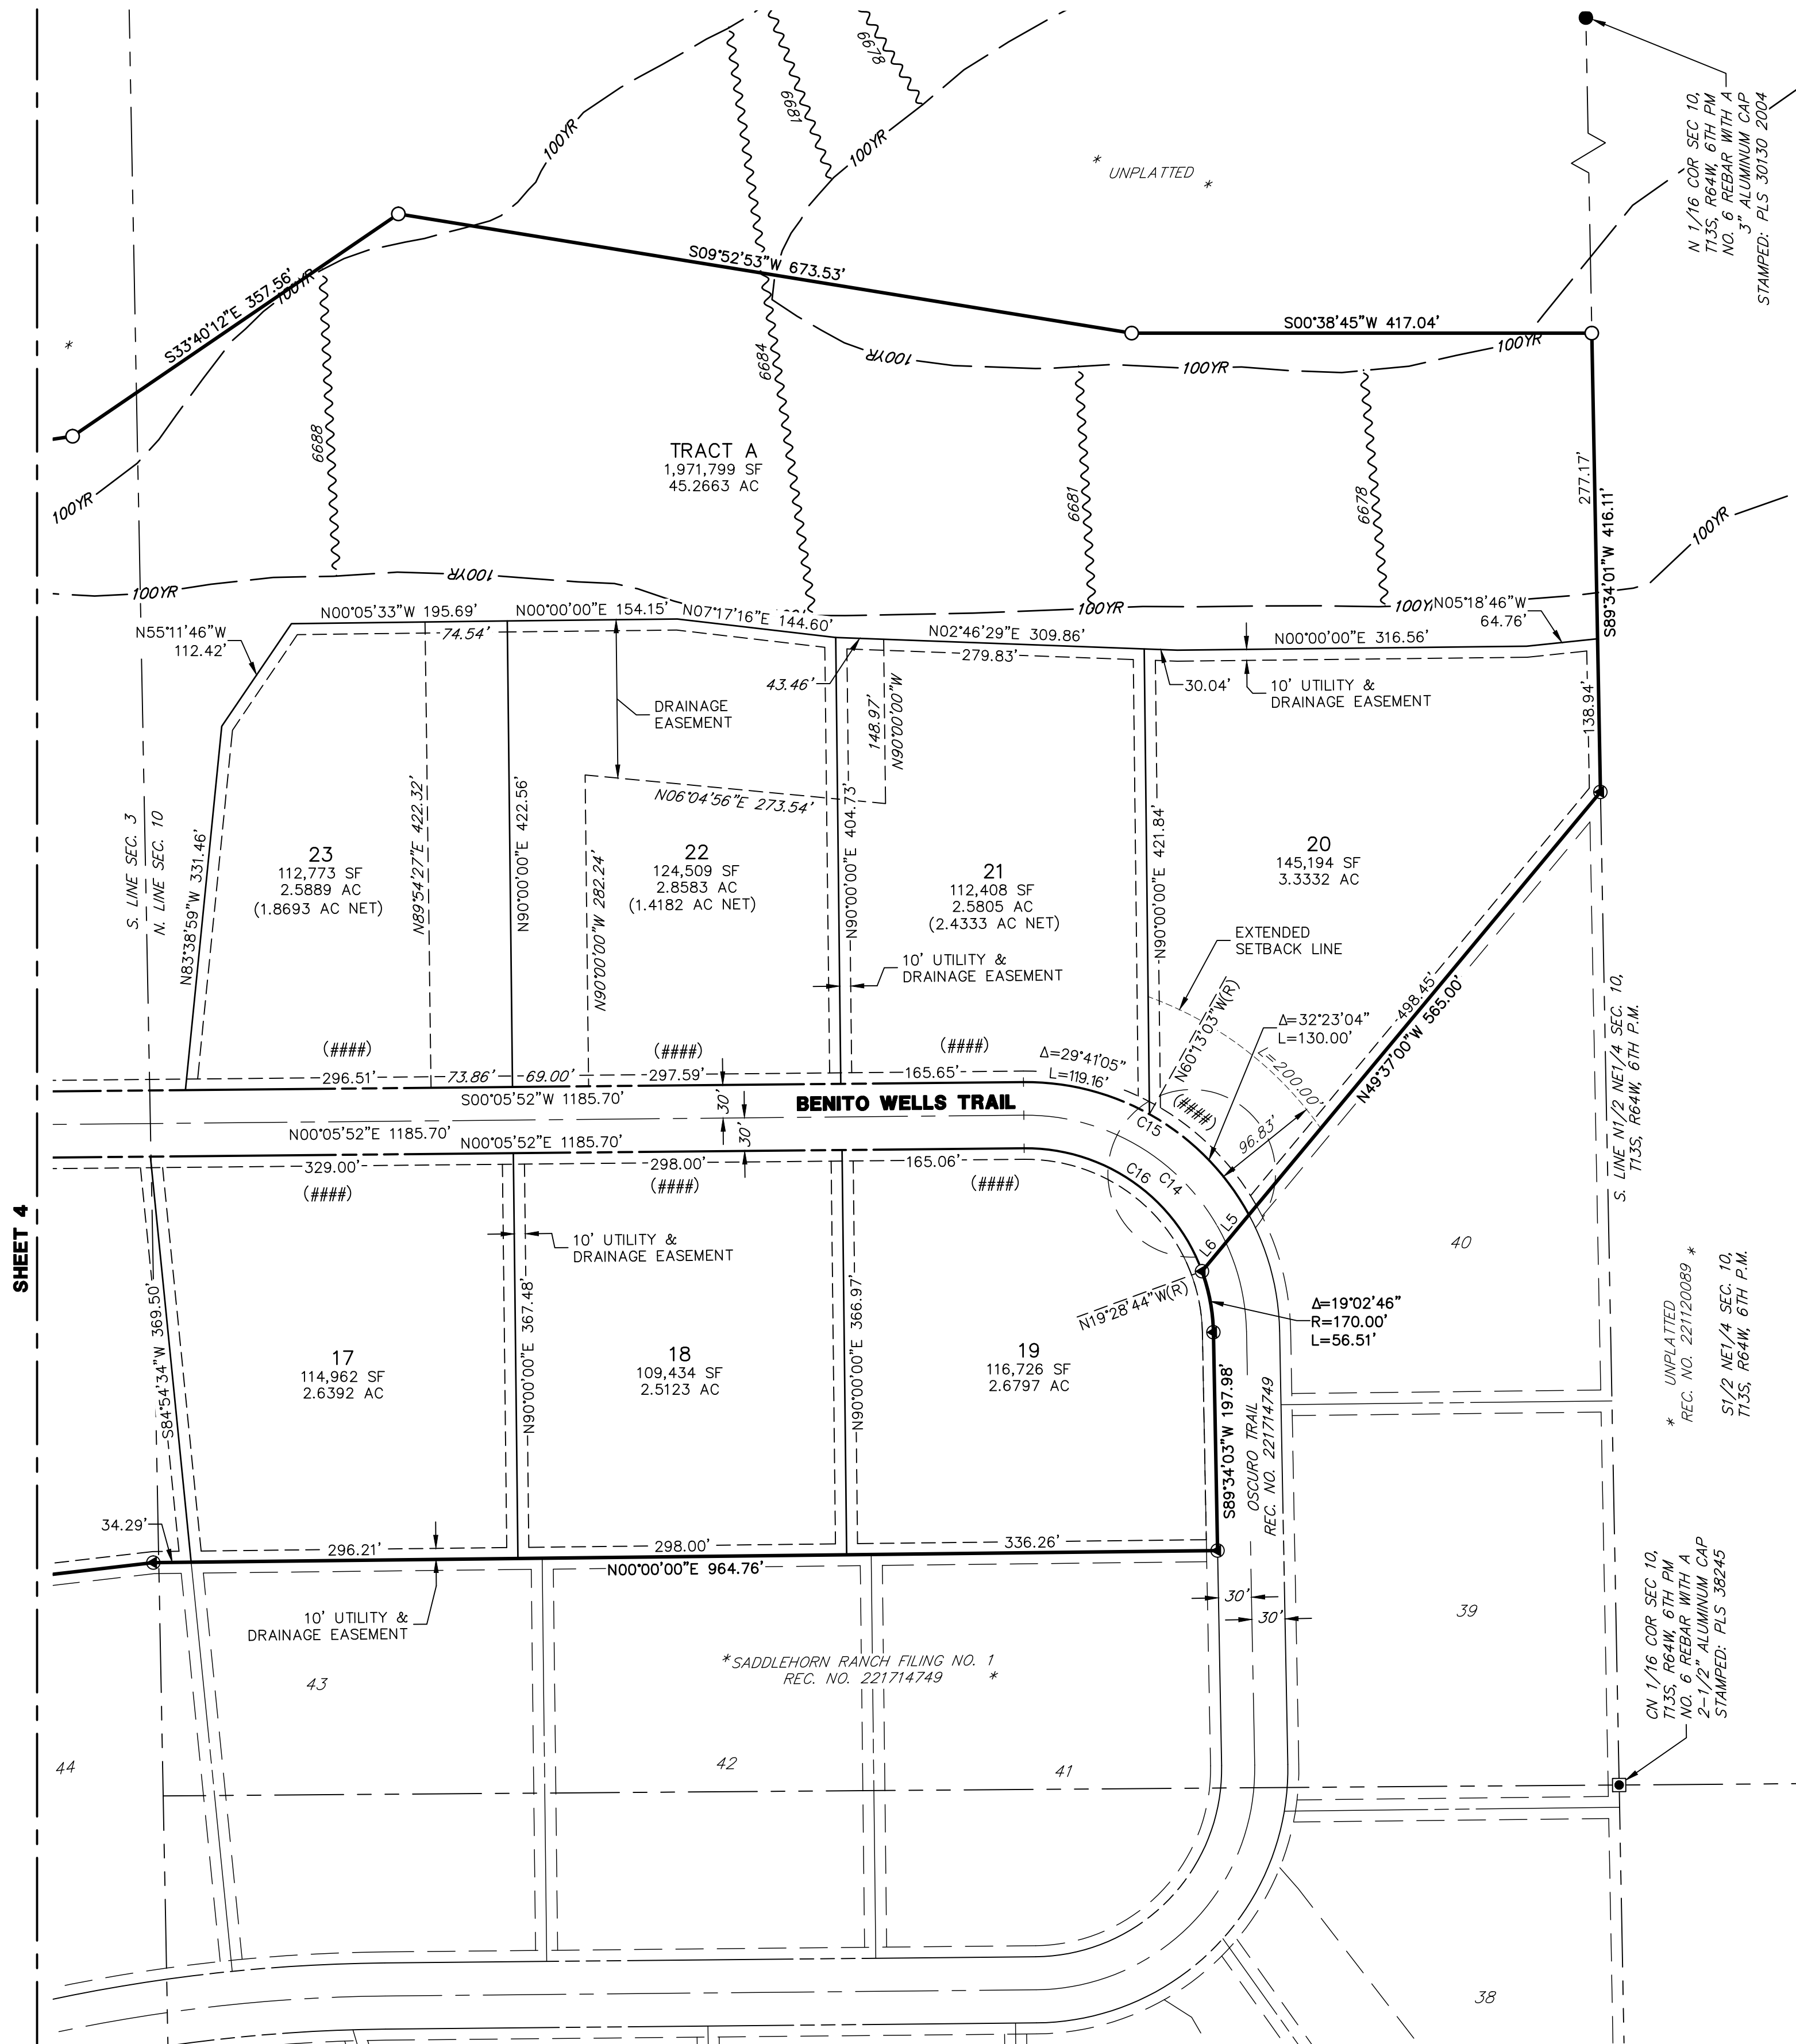 6678
6681
100YR
100YR
* UNPLATTED *
N 1/16 COR SEC 10,
T13S, R64W, 6TH PM
NO. 6 REBAR WITH A
3" ALUMINUM CAP
STAMPED: PLS 30130 2004
S33°40'12"E 357.56'
100YR
S09°52'53"W 673.53'
S00°38'45"W 417.04'
*
6684
100YR
100YR
100YR
6688
TRACT A
1,971,799 SF
45.2663 AC
6681
6678
277.17'
S89°34'01"W 416.11'
100YR
100YR
100YR
100YR
100YR
N55°11'46"W
112.42'
N00°05'33"W 195.69'
74.54'
N00°00'00"E 154.15'
N07°17'16"E 144.60'
N02°46'29"E 309.86'
279.83'
N00°00'00"E 316.56'
N05°18'46"W
64.76'
43.46'
30.04'
148.97'
N90°00'00"W
DRAINAGE
EASEMENT
10' UTILITY &
DRAINAGE EASEMENT
138.94'
N06°04'56"E 273.54'
S. LINE SEC. 3
N. LINE SEC. 10
N83°38'59"W 331.46'
23
112,773 SF
2.5889 AC
(1.8693 AC NET)
N89°54'27"E 422.32'
N90°00'00"E 422.56'
N90°00'00"W 282.24'
22
124,509 SF
2.8583 AC
(1.4182 AC NET)
N90°00'00"E 404.73'
21
112,408 SF
2.5805 AC
(2.4333 AC NET)
N90°00'00"E 421.84'
20
145,194 SF
3.3332 AC
EXTENDED
SETBACK LINE
10' UTILITY &
DRAINAGE EASEMENT
N60°13'03"W(R)
Δ=32°23'04"
L=130.00'
L=200.00'
498.45'
N49°37'00"W 565.00'
S. LINE N1/2 NE1/4 SEC. 10,
T13S, R64W, 6TH P.M.
(####)
(####)
(####)
(####)
296.51'
73.86'
69.00'
297.59'
165.65'
Δ=29°41'05"
L=119.16'
S00°05'52"W 1185.70'
30'
BENITO WELLS TRAIL
C15
96.83'
N00°05'52"E 1185.70'
N00°05'52"E 1185.70'
30'
329.00'
298.00'
165.06'
(####)
(####)
(####)
C16
C14
L5
L6
40
SHEET 4
10' UTILITY &
DRAINAGE EASEMENT
S84°54'34"W 369.50'
N90°00'00"E 367.48'
N90°00'00"E 366.97'
N19°28'44"W(R)
Δ=19°02'46"
R=170.00'
L=56.51'
17
114,962 SF
2.6392 AC
18
109,434 SF
2.5123 AC
19
116,726 SF
2.6797 AC
S89°34'03"W 197.98'
OSCURO TRAIL
REC. NO. 221714749
* UNPLATTED
REC. NO. 221120089 *
S1/2 NE1/4 SEC. 10,
T13S, R64W, 6TH P.M.
34.29'
296.21'
298.00'
336.26'
N00°00'00"E 964.76'
30'
30'
10' UTILITY &
DRAINAGE EASEMENT
39
CN 1/16 COR SEC 10,
T13S, R64W, 6TH PM
NO. 6 REBAR WITH A
2-1/2" ALUMINUM CAP
STAMPED: PLS 38245
* SADDLEHORN RANCH FILING NO. 1
REC. NO. 221714749 *
43
44
42
41
38